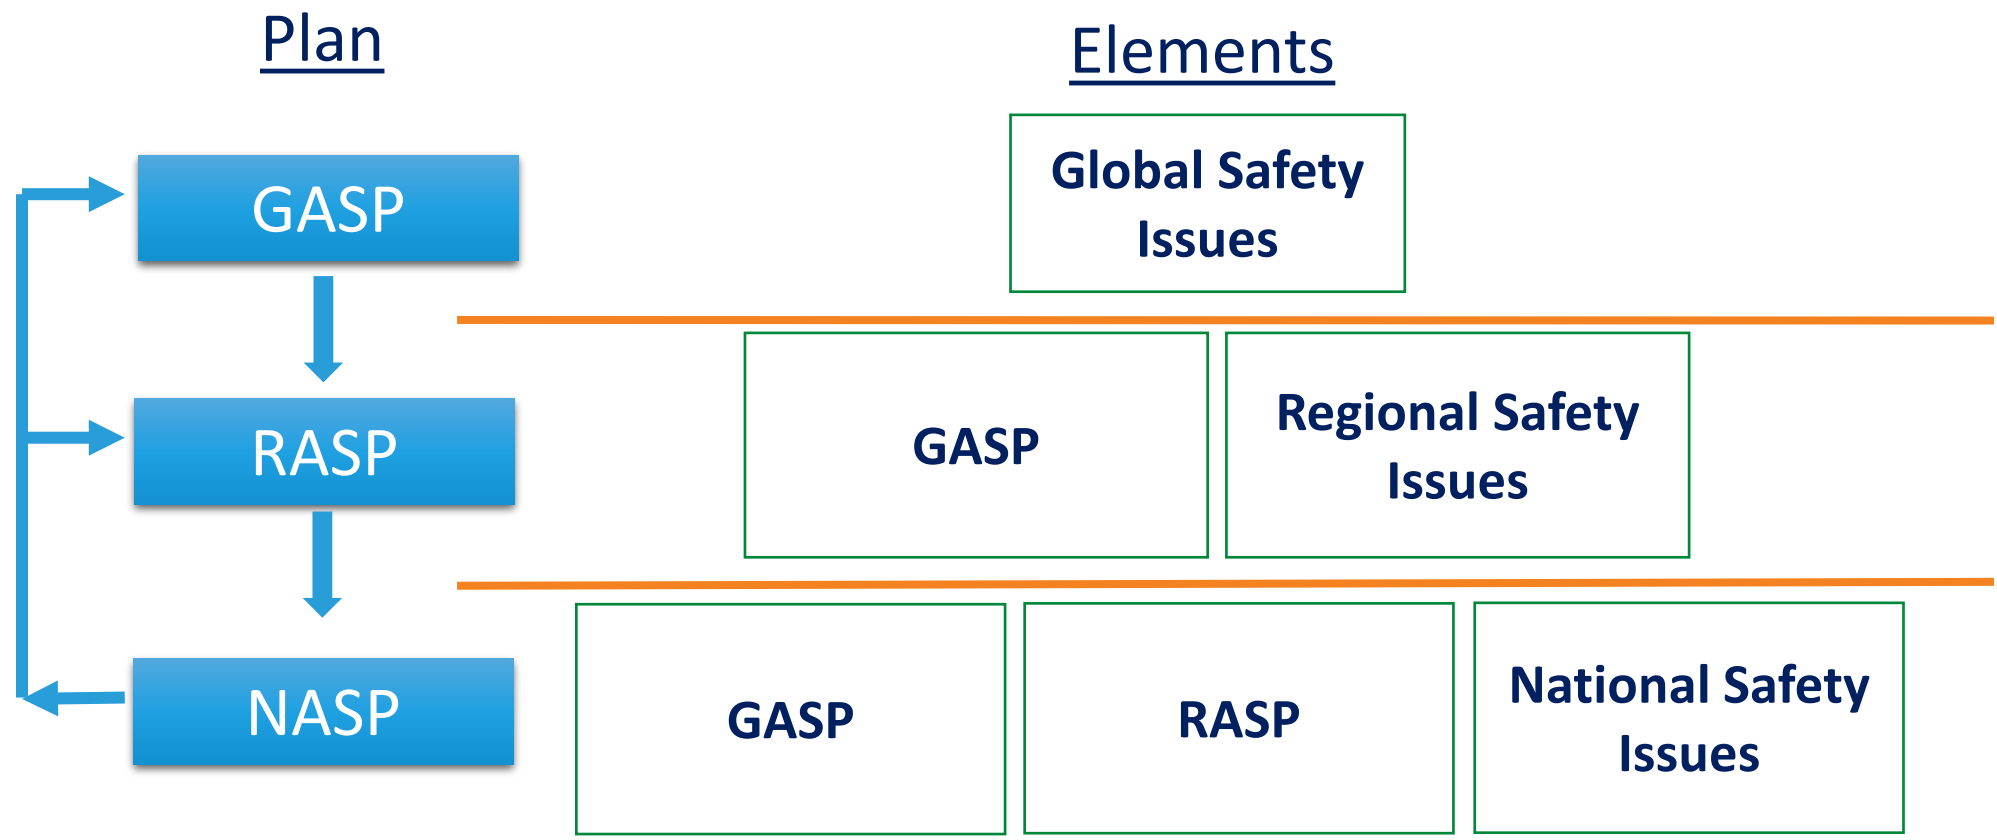 Plan
Elements
GASP
Global Safety
Issues
RASP
GASP
Regional Safety
Issues
NASP
GASP
RASP
National Safety
Issues